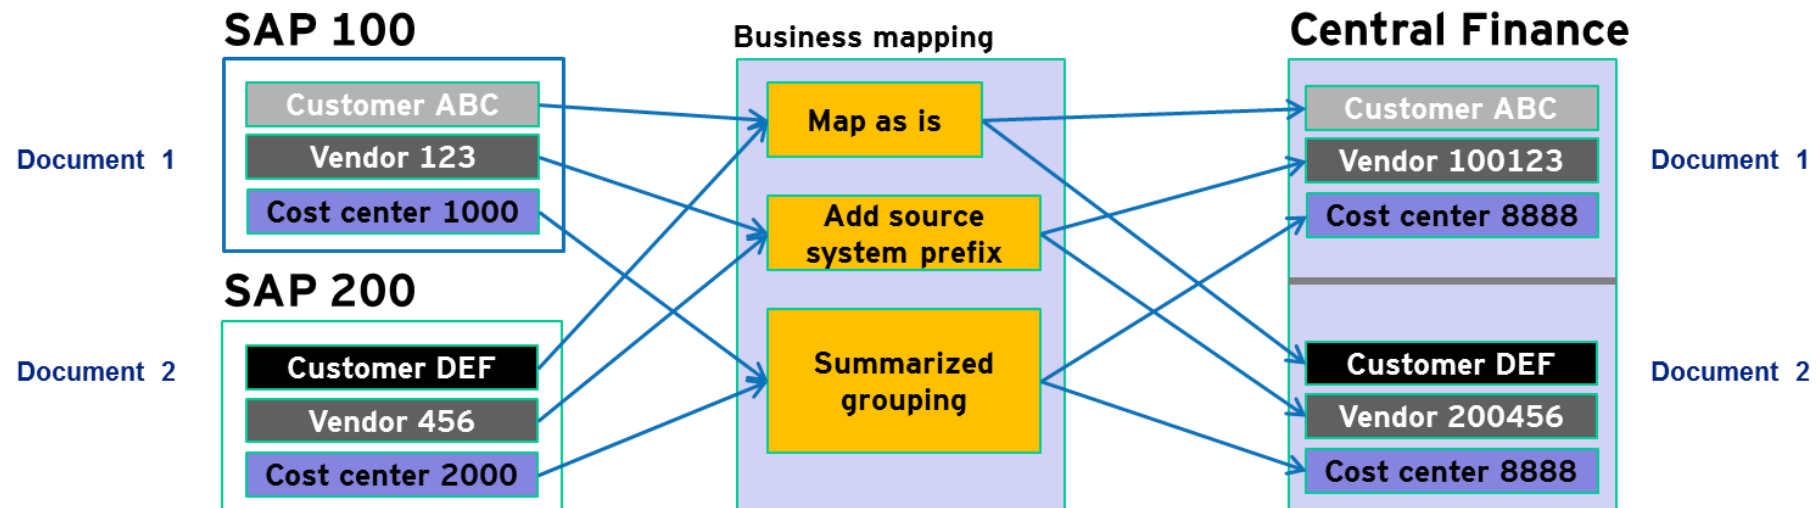 SAP 100
Business mapping
Central Finance
Document 1
Customer ABC
Vendor 123
Cost center 1000
Map as is
Add source
system prefix
Summarized
grouping
Customer ABC
Vendor 100123
Cost center 8888
Document 1
SAP 200
Document 2
Customer DEF
Vendor 456
Cost center 2000
Customer DEF
Vendor 200456
Cost center 8888
Document 2